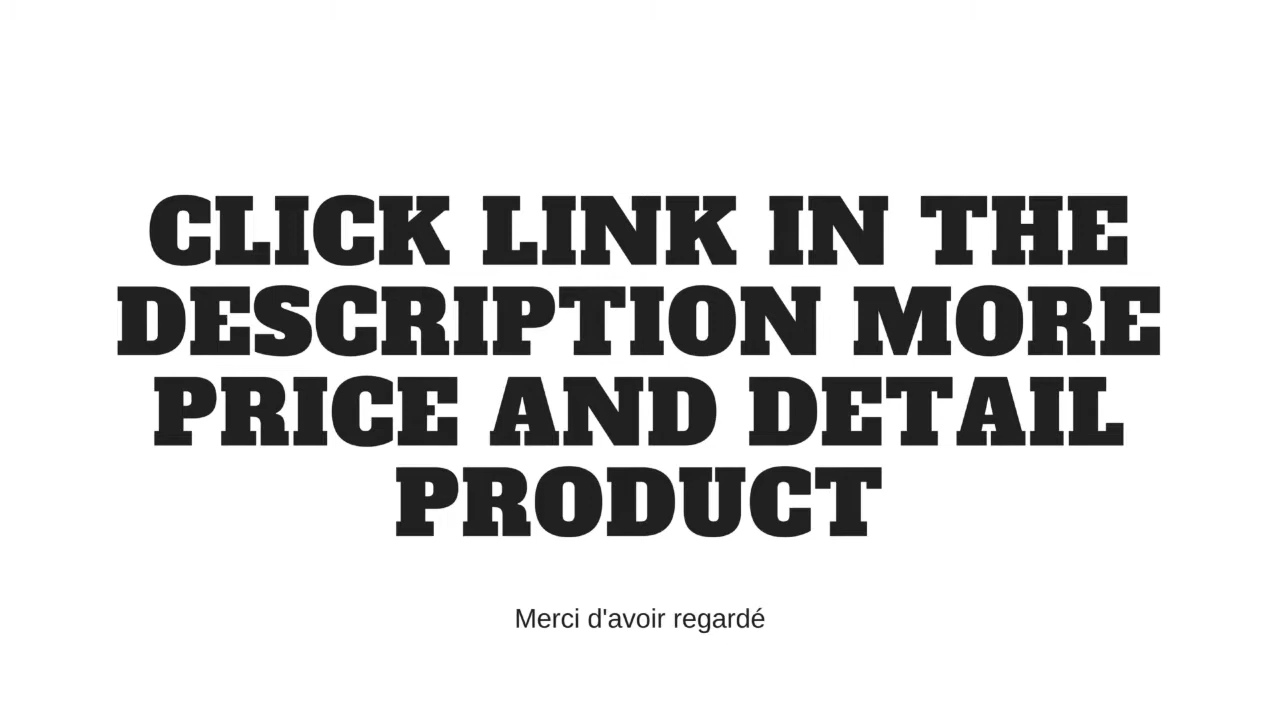 CLICK LINK IN THE
DESCRIPTION MORE
PRICE AND DETAIL
PRODUCT
Merci d'avoir regardé